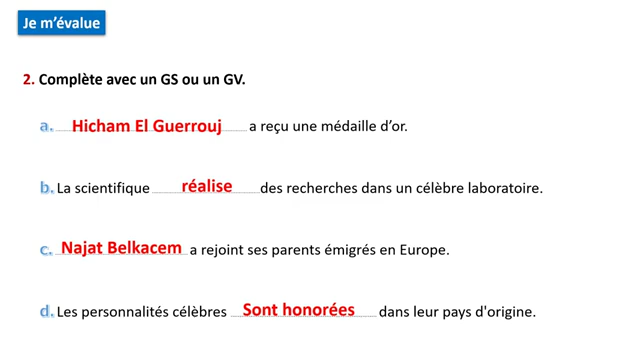 Je m’évalue
2. Complète avec un GS ou un GV.
a. Hicham El Guerrouj a reçu une médaille d’or.
b. La scientifique réalise des recherches dans un célèbre laboratoire.
c. Najat Belkacem a rejoint ses parents émigrés en Europe.
d. Les personnalités célèbres Sont honorées dans leur pays d'origine.